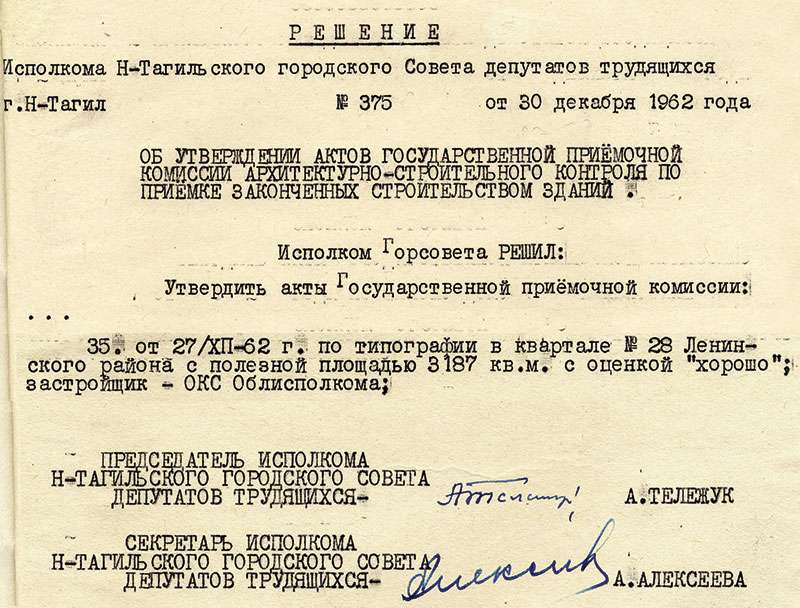 РЕШЕНИЕ
Исполкома Н-Тагильского городского Совета депутатов трудящихся
г.Н-Тагил № 375 от 30 декабря 1962 года
ОБ УТВЕРЖДЕНИИ АКТОВ ГОСУДАРСТВЕННОЙ ПРИЁМОЧНОЙ
КОМИССИИ АРХИТЕКТУРНО-СТРОИТЕЛЬНОГО КОНТРОЛЯ ПО
ПРИЁМКЕ ЗАКОНЧЕННЫХ СТРОИТЕЛЬСТВОМ ЗДАНИЙ .
Исполком Горсовета РЕШИЛ:
Утвердить акты Государственной приёмочной комиссии:
...
35. от 27/ХП-62 г. по типографии в квартале № 28 Ленин-
ского района с полезной площадью 3187 кв.м. с оценкой "хорошо";
застройщик - ОКС Облисполкома;
ПРЕДСЕДАТЕЛЬ ИСПОЛКОМА
Н-ТАГИЛЬСКОГО ГОРОДСКОГО СОВЕТА
ДЕПУТАТОВ ТРУДЯЩИХСЯ- А.ТЕЛЕЖУК
СЕКРЕТАРЬ ИСПОЛКОМА
Н-ТАГИЛЬСКОГО ГОРОДСКОГО СОВЕТА
ДЕПУТАТОВ ТРУДЯЩИХСЯ- А.АЛЕКСЕЕВА